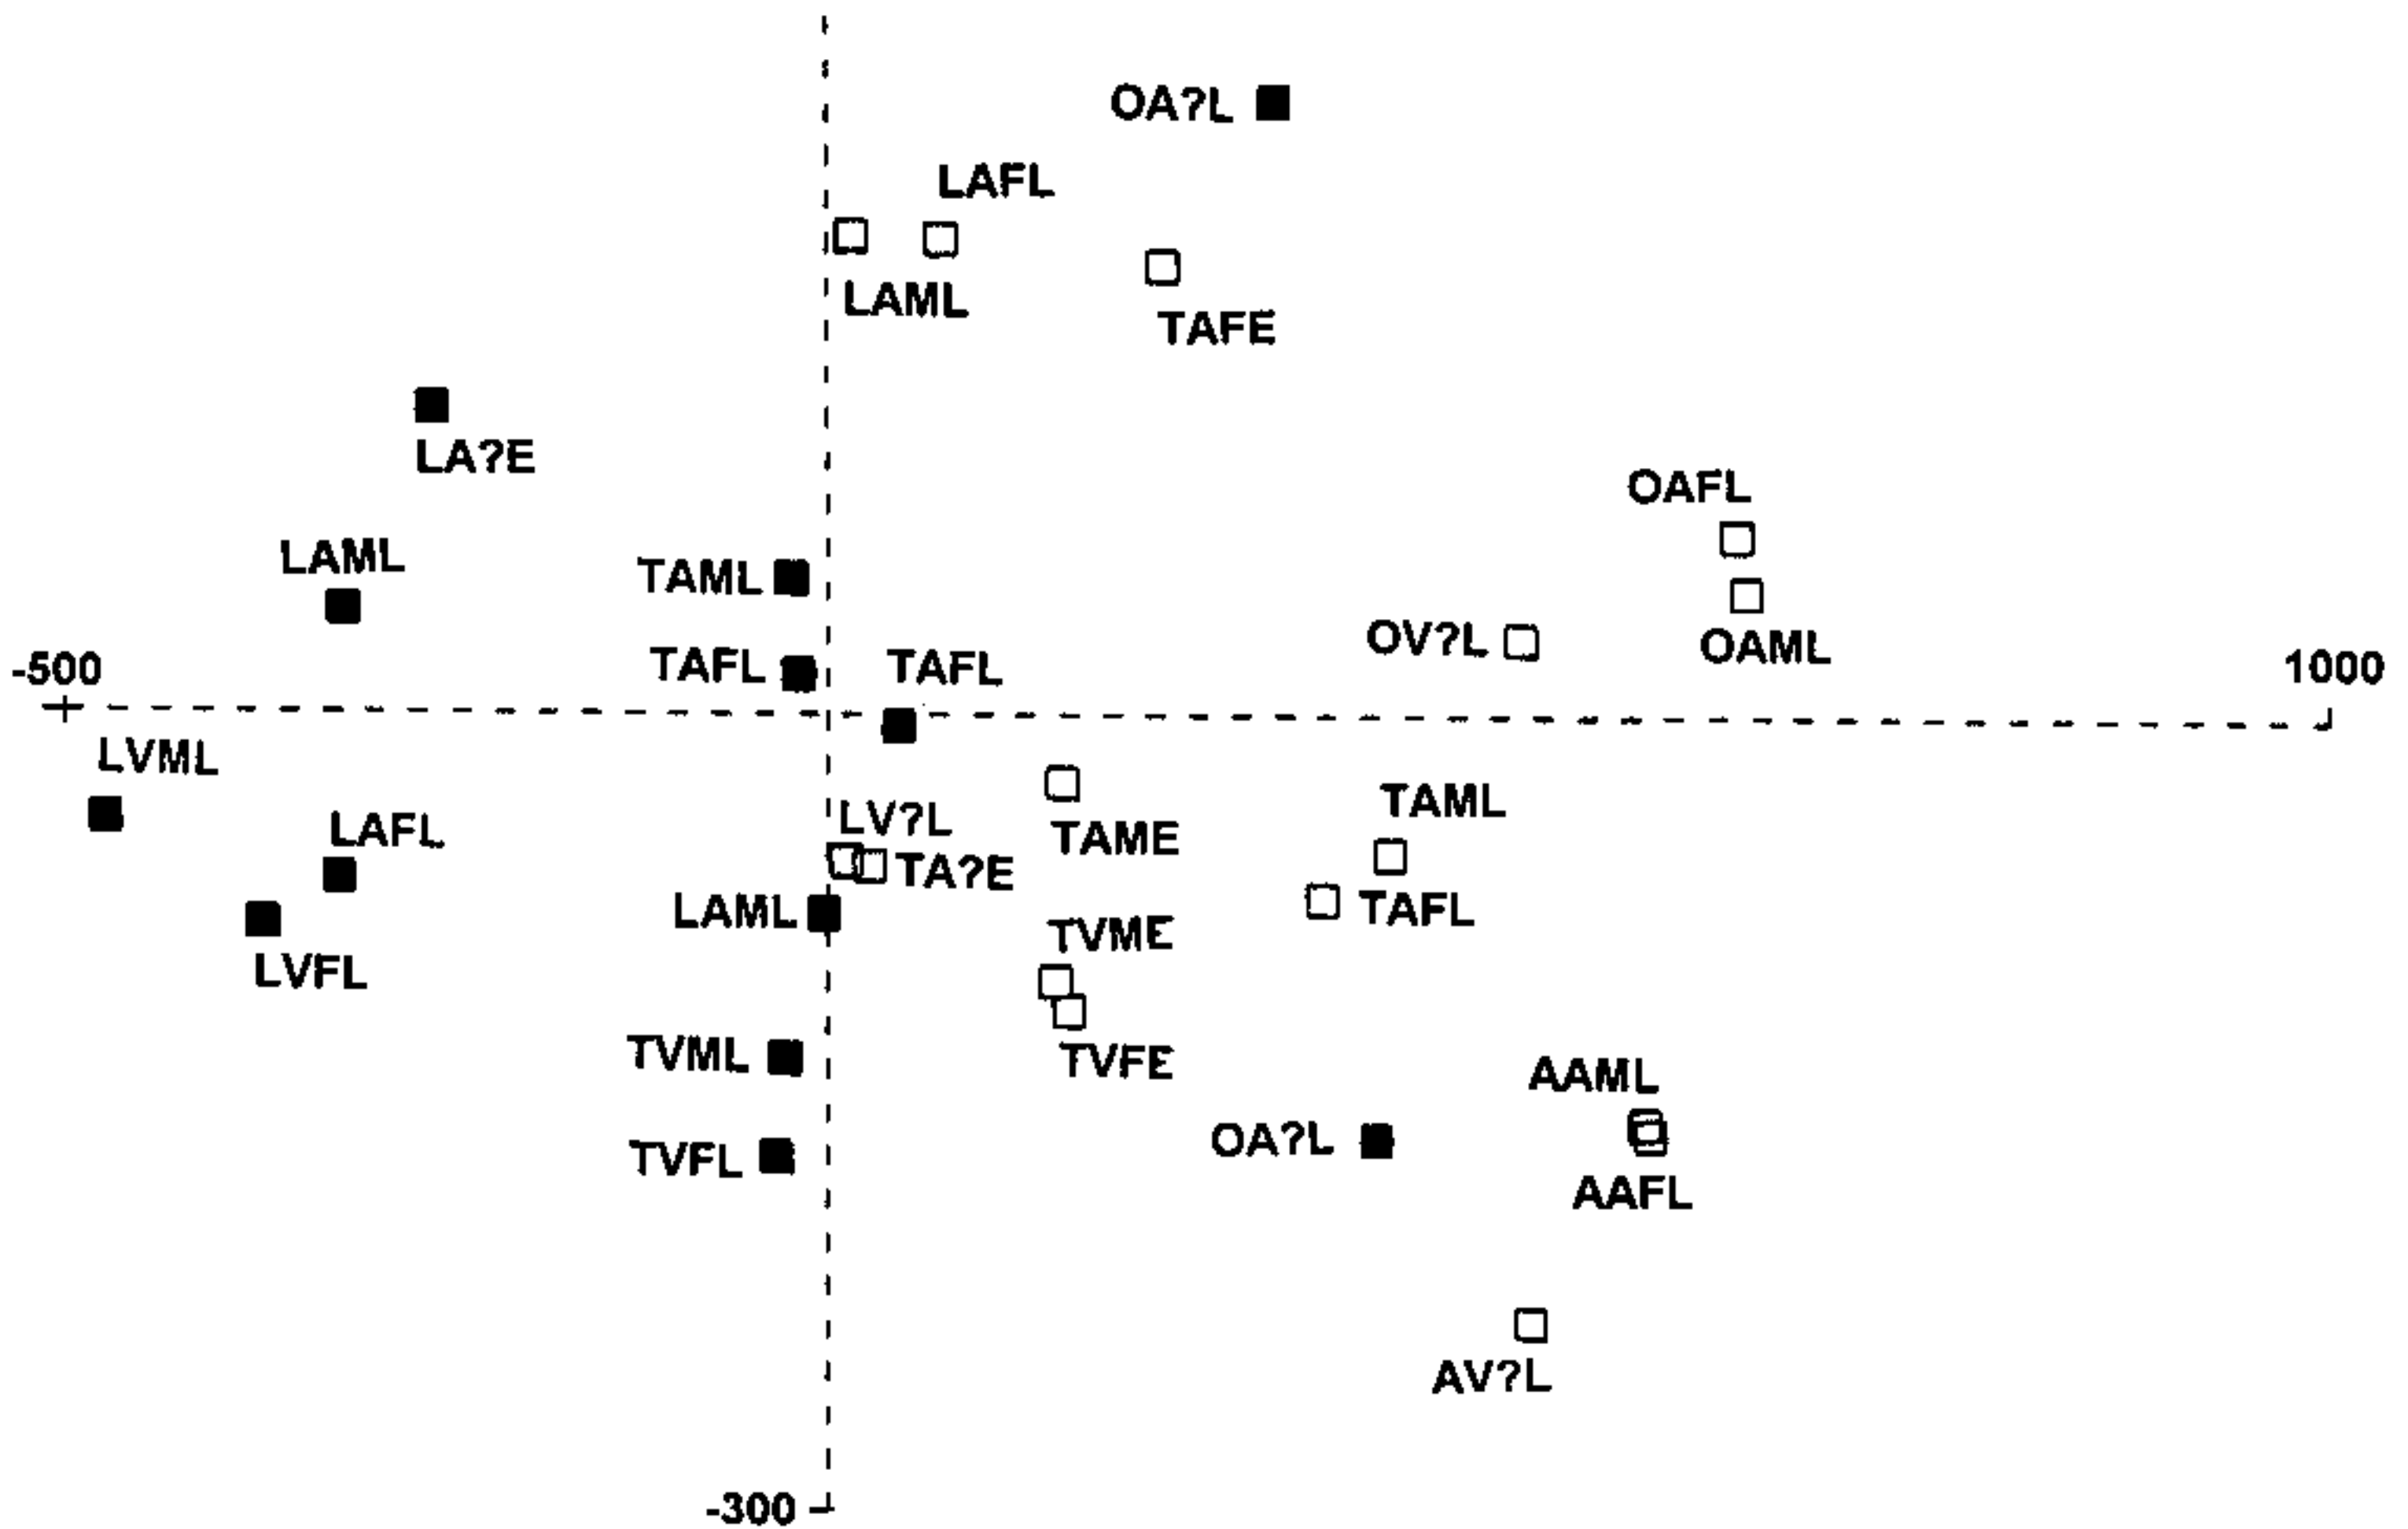 OA?L
LAFL
LAML
TAFE
LA?E
OAFL
LAML
TAML
OV?L
OAML
-500
TAFL
TAFL
1000
LVML
TAML
LAFL
LV?L
TAME
TA?E
LAML
TAFL
TVME
LVFL
TVML
TVFE
AAML
TVFL
OA?L
AAFL
AV?L
-300